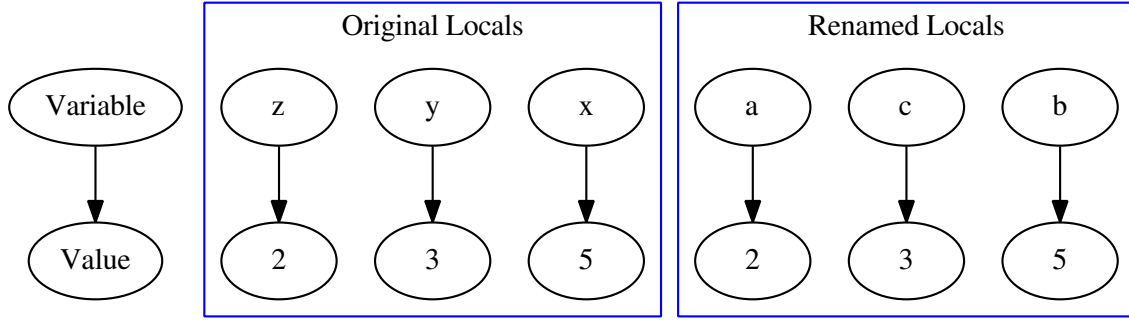 Original Locals
Renamed Locals
Variable
z
y
x
a
c
b
Value
2
3
5
2
3
5